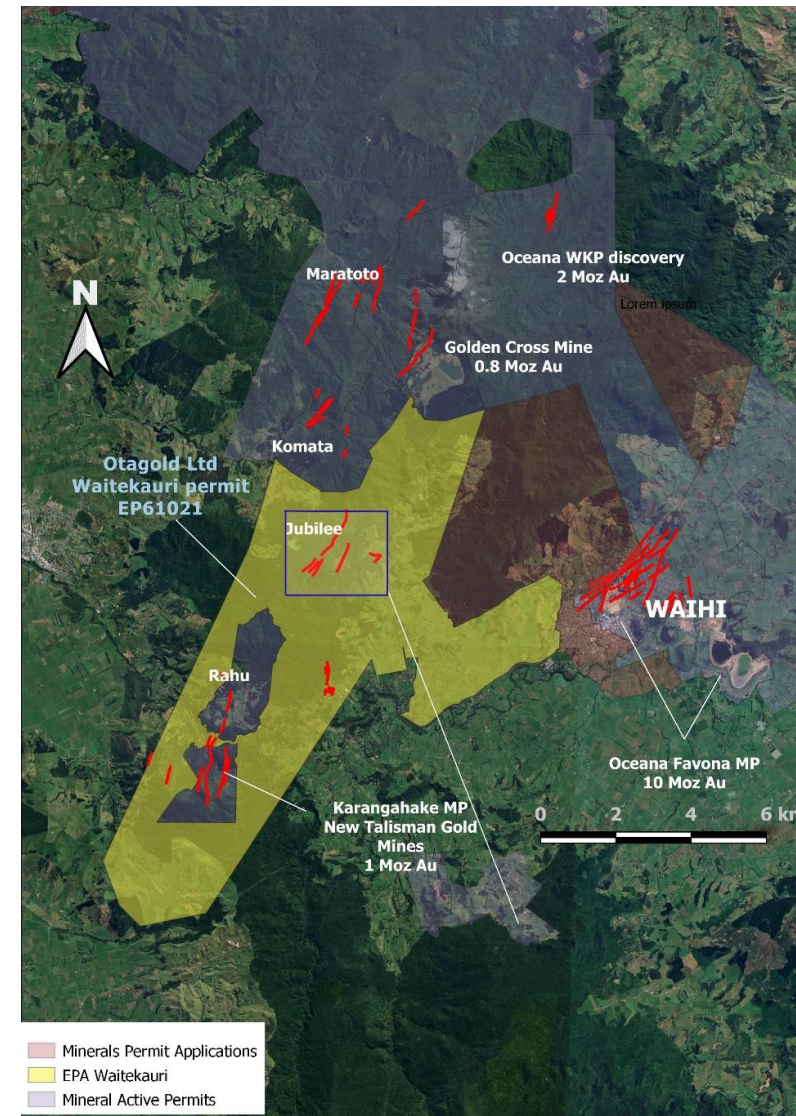 Maratoto
Oceana WKP discovery
2 Moz Au
Lorem ipsum
N
Golden Cross Mine
0.8 Moz Au
Komata
Otagold Ltd
Waitekauri permit
EP61021
Jubilee
WAIHI
Rahu
Oceana Favona MP
10 Moz Au
Karangahake MP
New Talisman Gold
Mines
1 Moz Au
0 2 4 6 km
Minerals Permit Applications
EPA Waitekauri
Mineral Active Permits